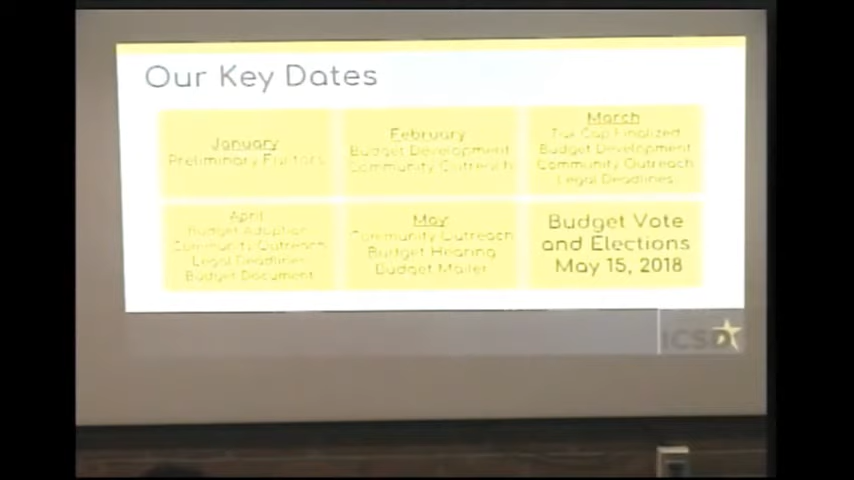 Our Key Dates
January
Preliminary
February
Budget Development
Community Outreach
March
Tax Cap Finalized
Budget Development
Community Outreach
Legal Deadlines
April
Budget Adoption
Community Outreach
Legal Deadlines
Budget Document
May
Community Outreach
Budget Hearing
Budget Mailer
Budget Vote
and Elections
May 15, 2018
ICSD